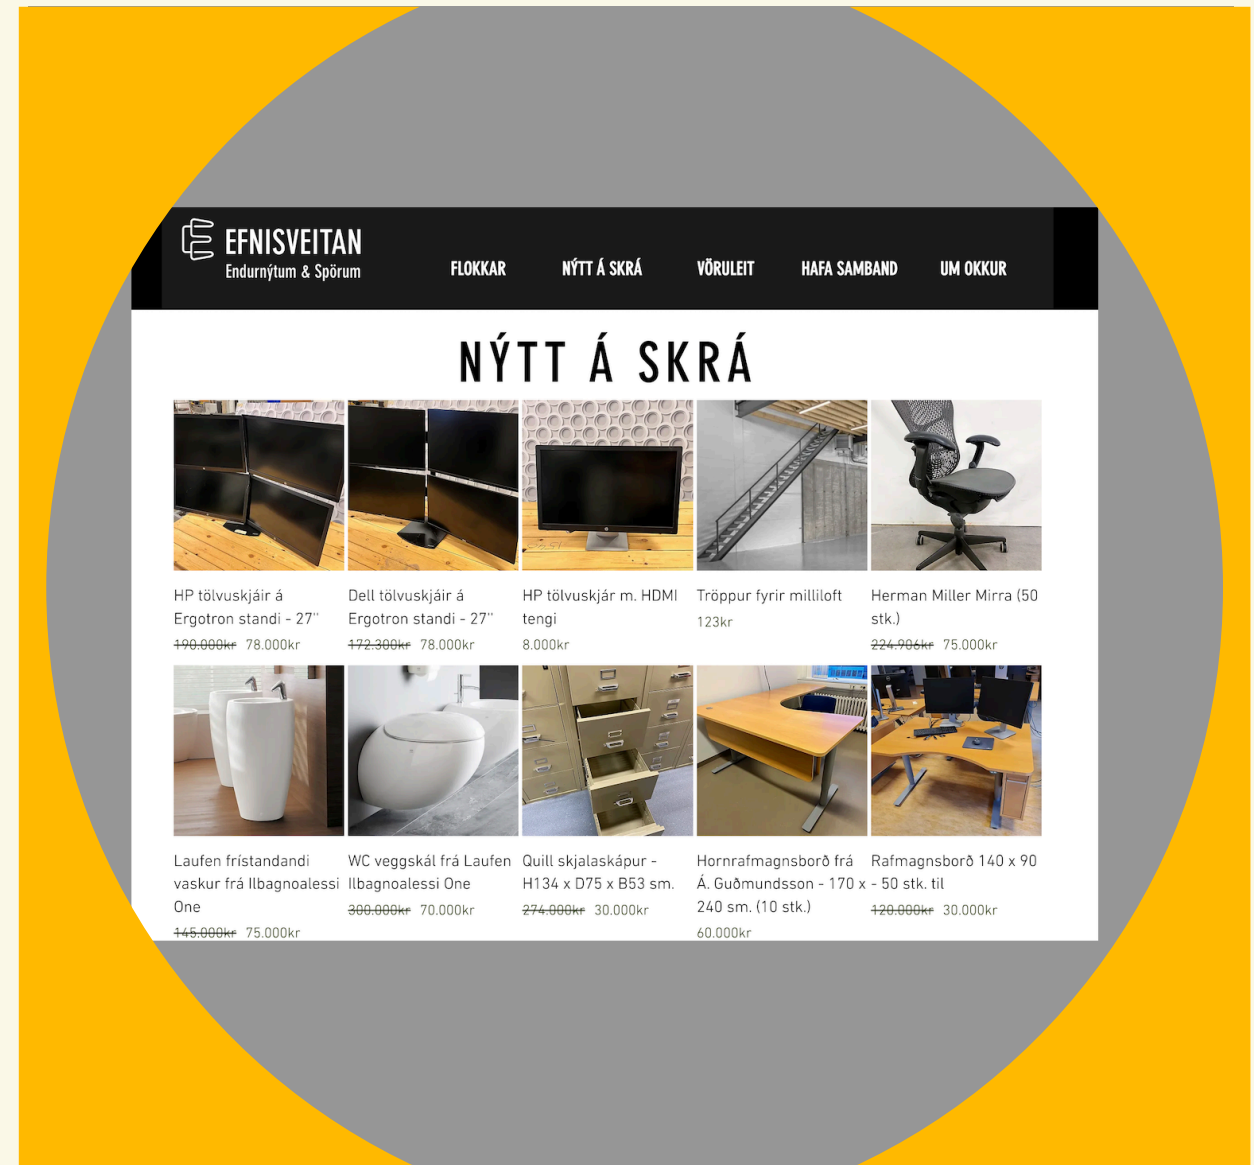 EFNISVEITAN
Endurnýtum & Spörum
FLOKKAR
NÝTT Á SKRÁ
VÖRULEIT
HAFA SAMBAND
UM OKKUR
NÝTT Á SKRÁ
HP tölvuskjáir á
Ergotron standi - 27''
190.000kr 78.000kr
Dell tölvuskjáir á
Ergotron standi - 27''
172.300kr 78.000kr
HP tölvuskjár m. HDMI
tengi
8.000kr
Tröppur fyrir milliloft
123kr
Herman Miller Mirra (50
stk.)
224.906kr 75.000kr
Laufen frístandandi
vaskur frá Ilbagnoalessi
One
145.000kr 75.000kr
WC veggskál frá Laufen
Ilbagnoalessi One
300.000kr 70.000kr
Quill skjalaskápur -
H134 x D75 x B53 sm.
274.000kr 30.000kr
Hornrafmagnsborð frá
Á. Guðmundsson - 170 x
240 sm. (10 stk.)
60.000kr
Rafmagnsborð 140 x 90
- 50 stk. til
120.000kr 30.000kr